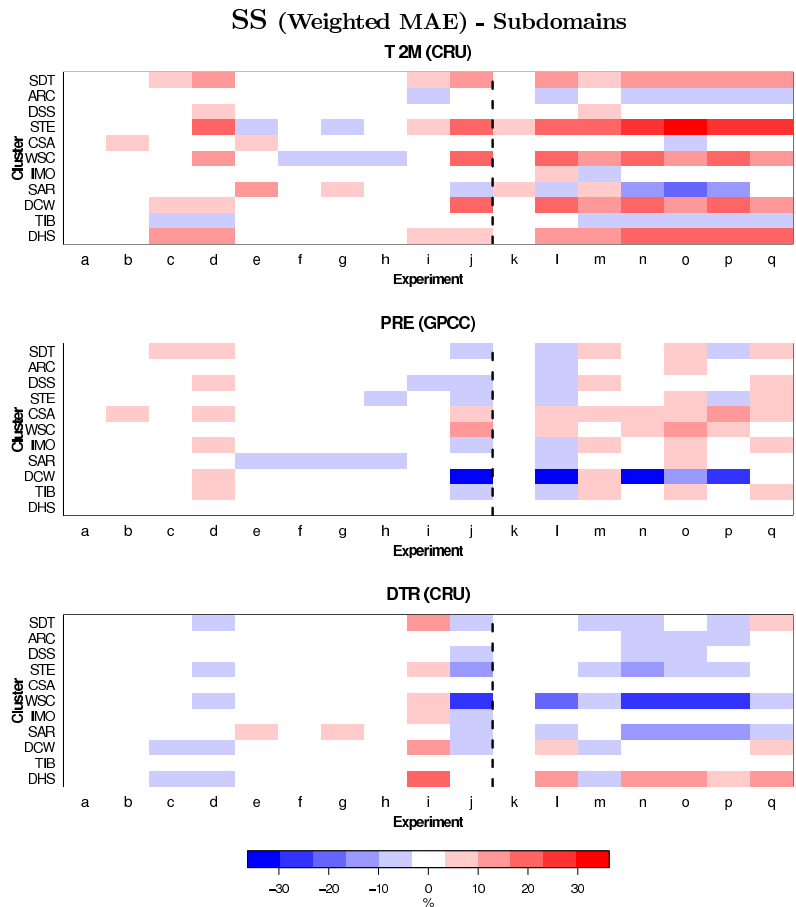 SS (Weighted MAE) - Subdomains
T 2M (CRU)
Cluster
SDT
ARC
DSS
STE
CSA
WSC
IMO
SAR
DCW
TIB
DHS
a b c d e f g h i j k l m n o p q
Experiment
PRE (GPCC)
Cluster
SDT
ARC
DSS
STE
CSA
WSC
IMO
SAR
DCW
TIB
DHS
a b c d e f g h i j k l m n o p q
Experiment
DTR (CRU)
Cluster
SDT
ARC
DSS
STE
CSA
WSC
IMO
SAR
DCW
TIB
DHS
a b c d e f g h i j k l m n o p q
Experiment
−30 −20 −10 0 10 20 30
%